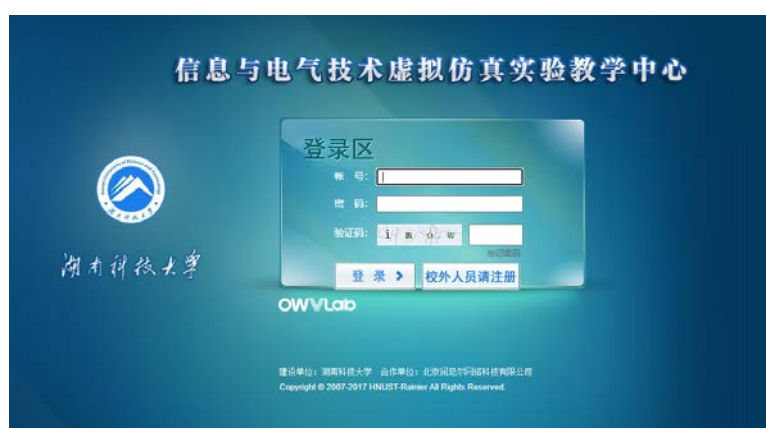 信息与电气技术虚拟仿真实验教学中心
登录区
帐 号:
密 码:
验证码:
忘记密码
登 录 校外人员请注册
湖南科技大学
OWVLab
建设单位：湖南科技大学 合作单位：北京润尼尔网络科技有限公司
Copyright © 2007-2017 HNUST-Rainier All Rights Reserved.